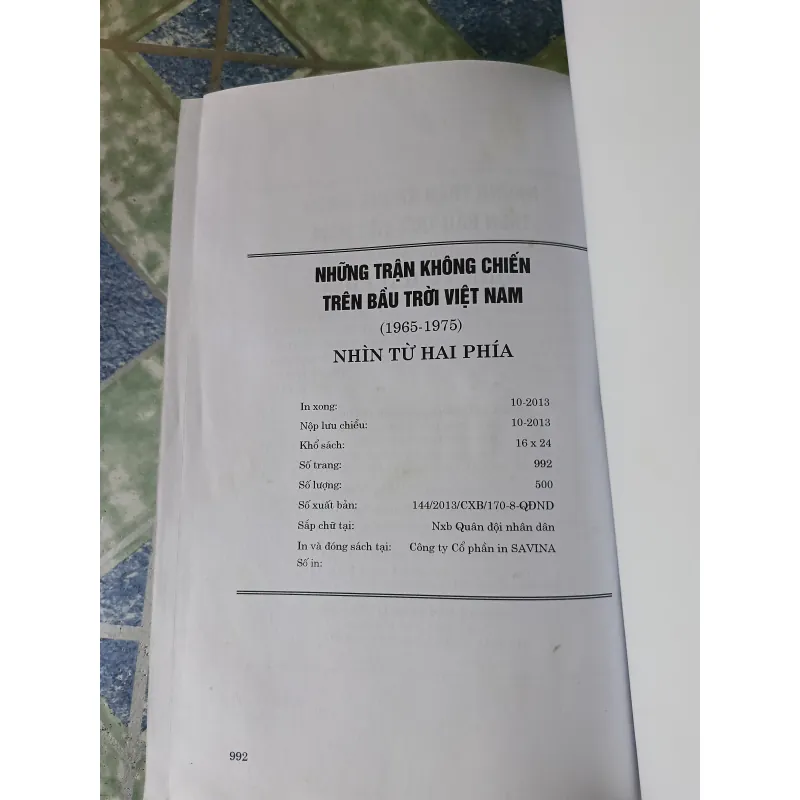 NHỮNG TRẬN KHÔNG CHIẾN
TRÊN BẦU TRỜI VIỆT NAM
(1965-1975)
NHÌN TỪ HAI PHÍA
In xong: 10-2013
Nộp lưu chiểu: 10-2013
Khổ sách: 16 x 24
Số trang: 992
Số lượng: 500
Số xuất bản: 144/2013/CXB/170-8-QĐND
Sắp chữ tại: Nxb Quân đội nhân dân
In và đóng sách tại: Công ty Cổ phần in SAVINA
Số in:
992